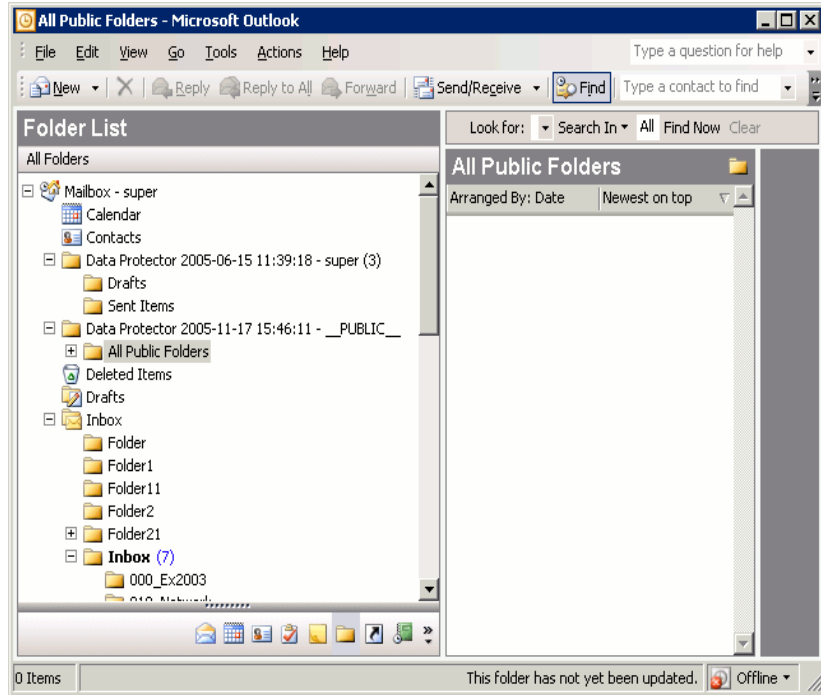 All Public Folders - Microsoft Outlook
File Edit View Go Tools Actions Help
Type a question for help
New Reply Reply to All Forward Send/Receive Find Type a contact to find
Folder List
Look for: Search In All Find Now Clear
All Folders
All Public Folders
Arranged By: Date Newest on top
Mailbox - super
Calendar
Contacts
Data Protector 2005-06-15 11:39:18 - super (3)
Drafts
Sent Items
Data Protector 2005-11-17 15:46:11 - __PUBLIC__
All Public Folders
Deleted Items
Drafts
Inbox
Folder
Folder1
Folder11
Folder2
Folder21
Inbox (7)
000_Ex2003
0 Items
This folder has not yet been updated. Offline